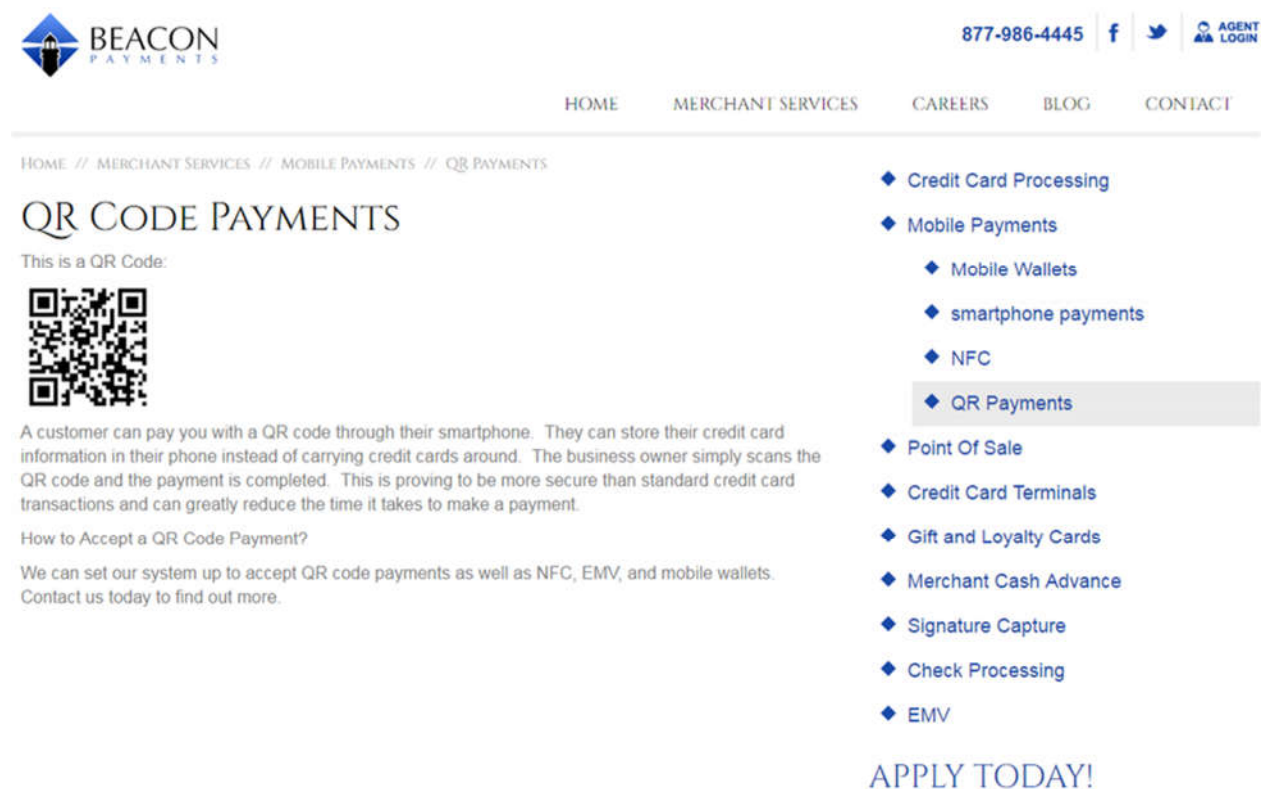 BEACON
PAYMENTS
877-986-4445
AGENT
LOGIN
HOME MERCHANT SERVICES CAREERS BLOG CONTACT
HOME // MERCHANT SERVICES // MOBILE PAYMENTS // QR PAYMENTS
QR CODE PAYMENTS
This is a QR Code:
A customer can pay you with a QR code through their smartphone. They can store their credit card
information in their phone instead of carrying credit cards around. The business owner simply scans the
QR code and the payment is completed. This is proving to be more secure than standard credit card
transactions and can greatly reduce the time it takes to make a payment.
How to Accept a QR Code Payment?
We can set our system up to accept QR code payments as well as NFC, EMV, and mobile wallets.
Contact us today to find out more.
Credit Card Processing
Mobile Payments
Mobile Wallets
smartphone payments
NFC
QR Payments
Point Of Sale
Credit Card Terminals
Gift and Loyalty Cards
Merchant Cash Advance
Signature Capture
Check Processing
EMV
APPLY TODAY!